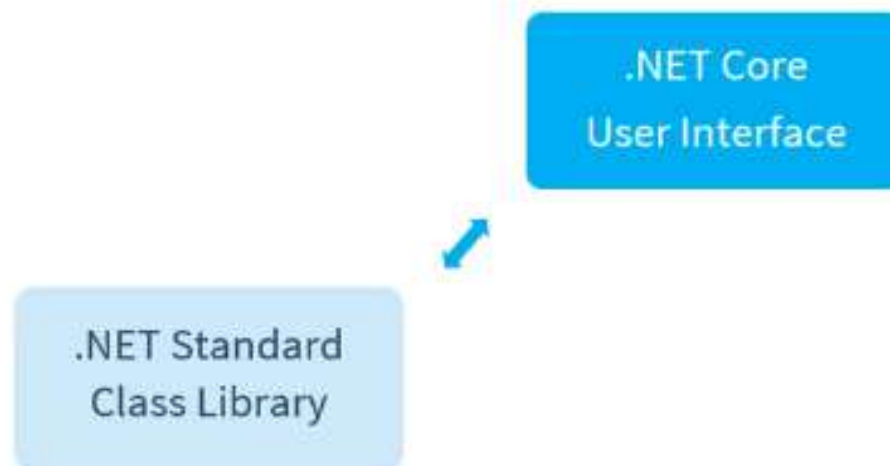 .NET Core
User Interface
.NET Standard
Class Library